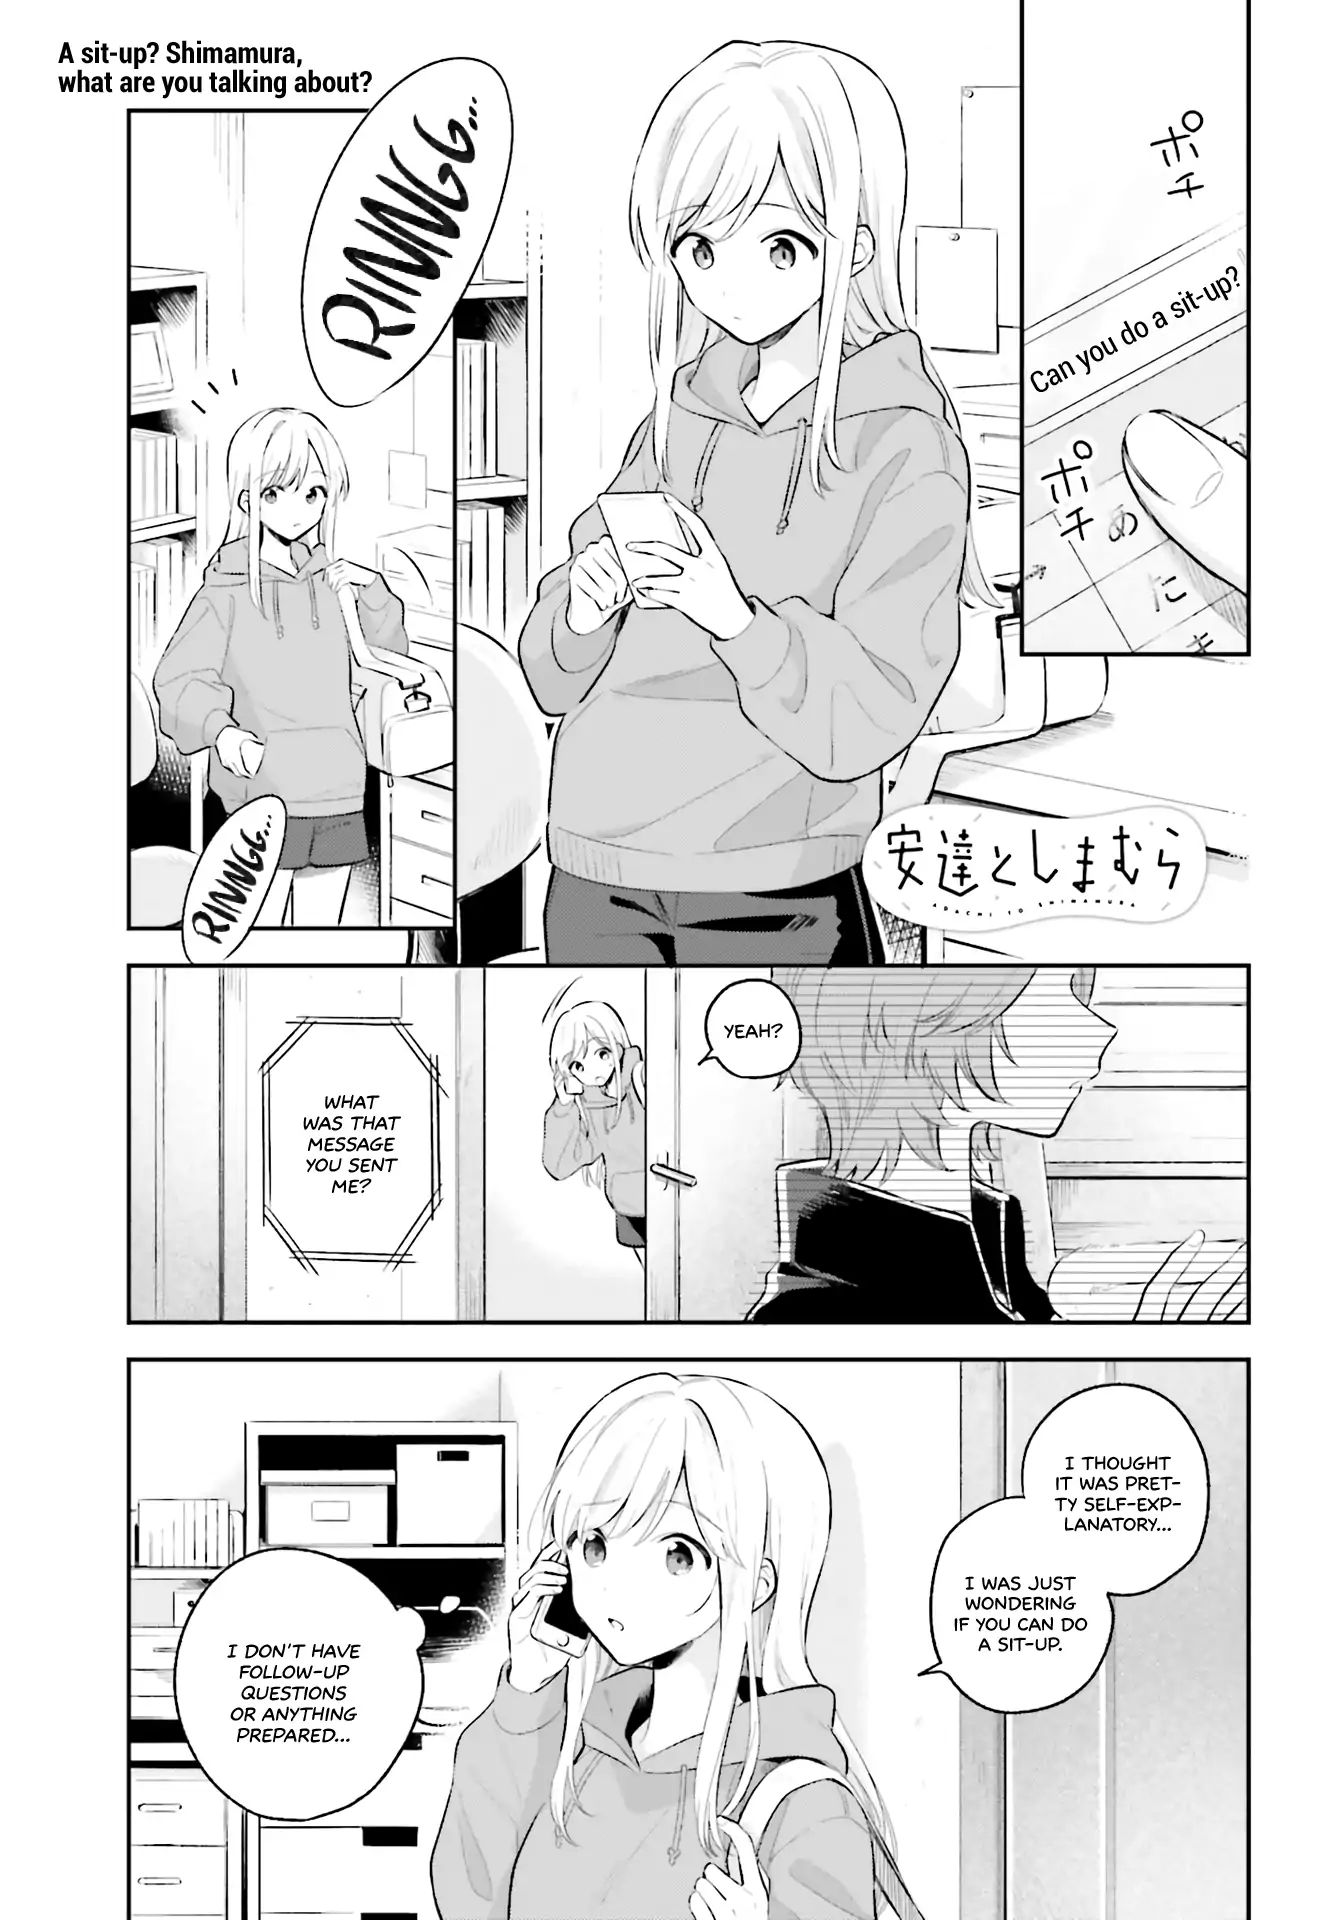 A sit-up? Shimamura,
what are you talking about?
ポチ
Can you do a sit-up?
ポチ
め
に
ま
RINNGG...
RINNGG...
安達としまむら
ADACHI TO SHIMAMURA
YEAH?
WHAT
WAS THAT
MESSAGE
YOU SENT
ME?
I THOUGHT
IT WAS PRET-
TY SELF-EXP-
LANATORY...
I WAS JUST
WONDERING
IF YOU CAN DO
A SIT-UP.
I DON'T HAVE
FOLLOW-UP
QUESTIONS
OR ANYTHING
PREPARED...